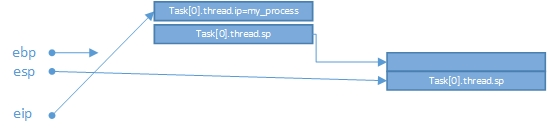 Task[0].thread.ip=my_process
Task[0].thread.sp
ebp
esp
Task[0].thread.sp
eip